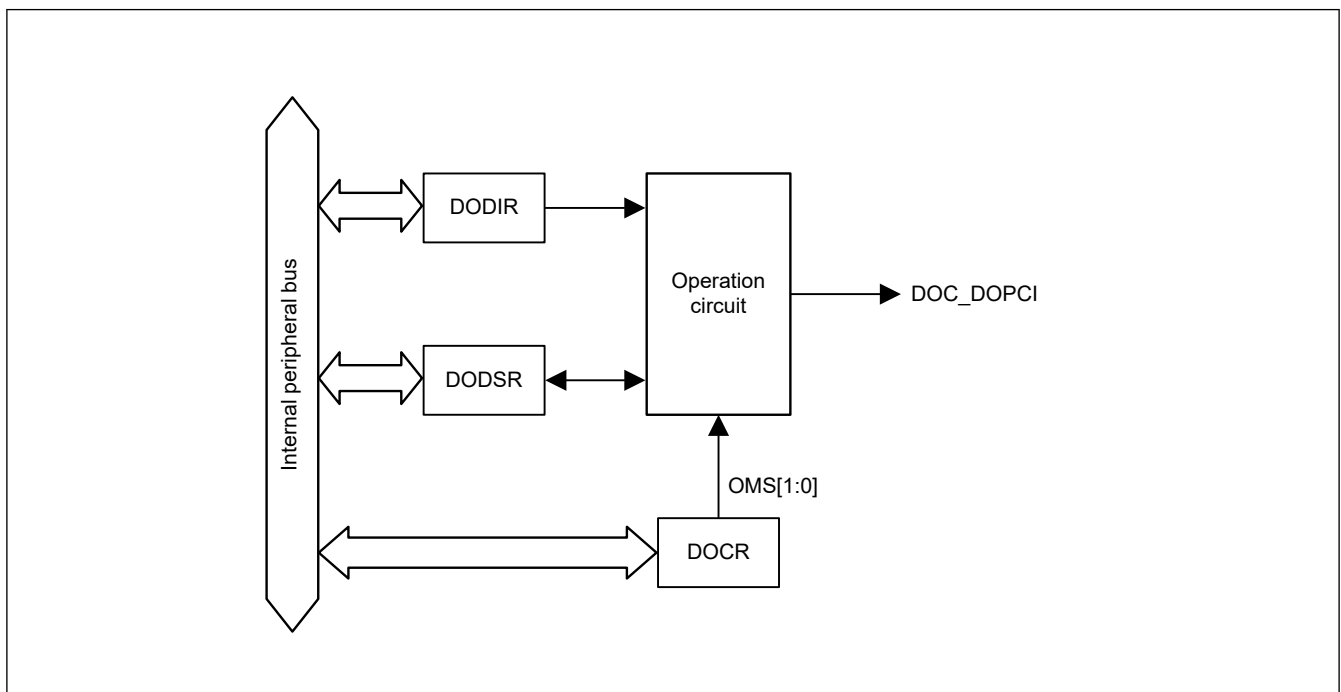 Internal peripheral bus
DODIR
DODSR
Operation
circuit
DOC_DOPCI
OMS[1:0]
DOCR